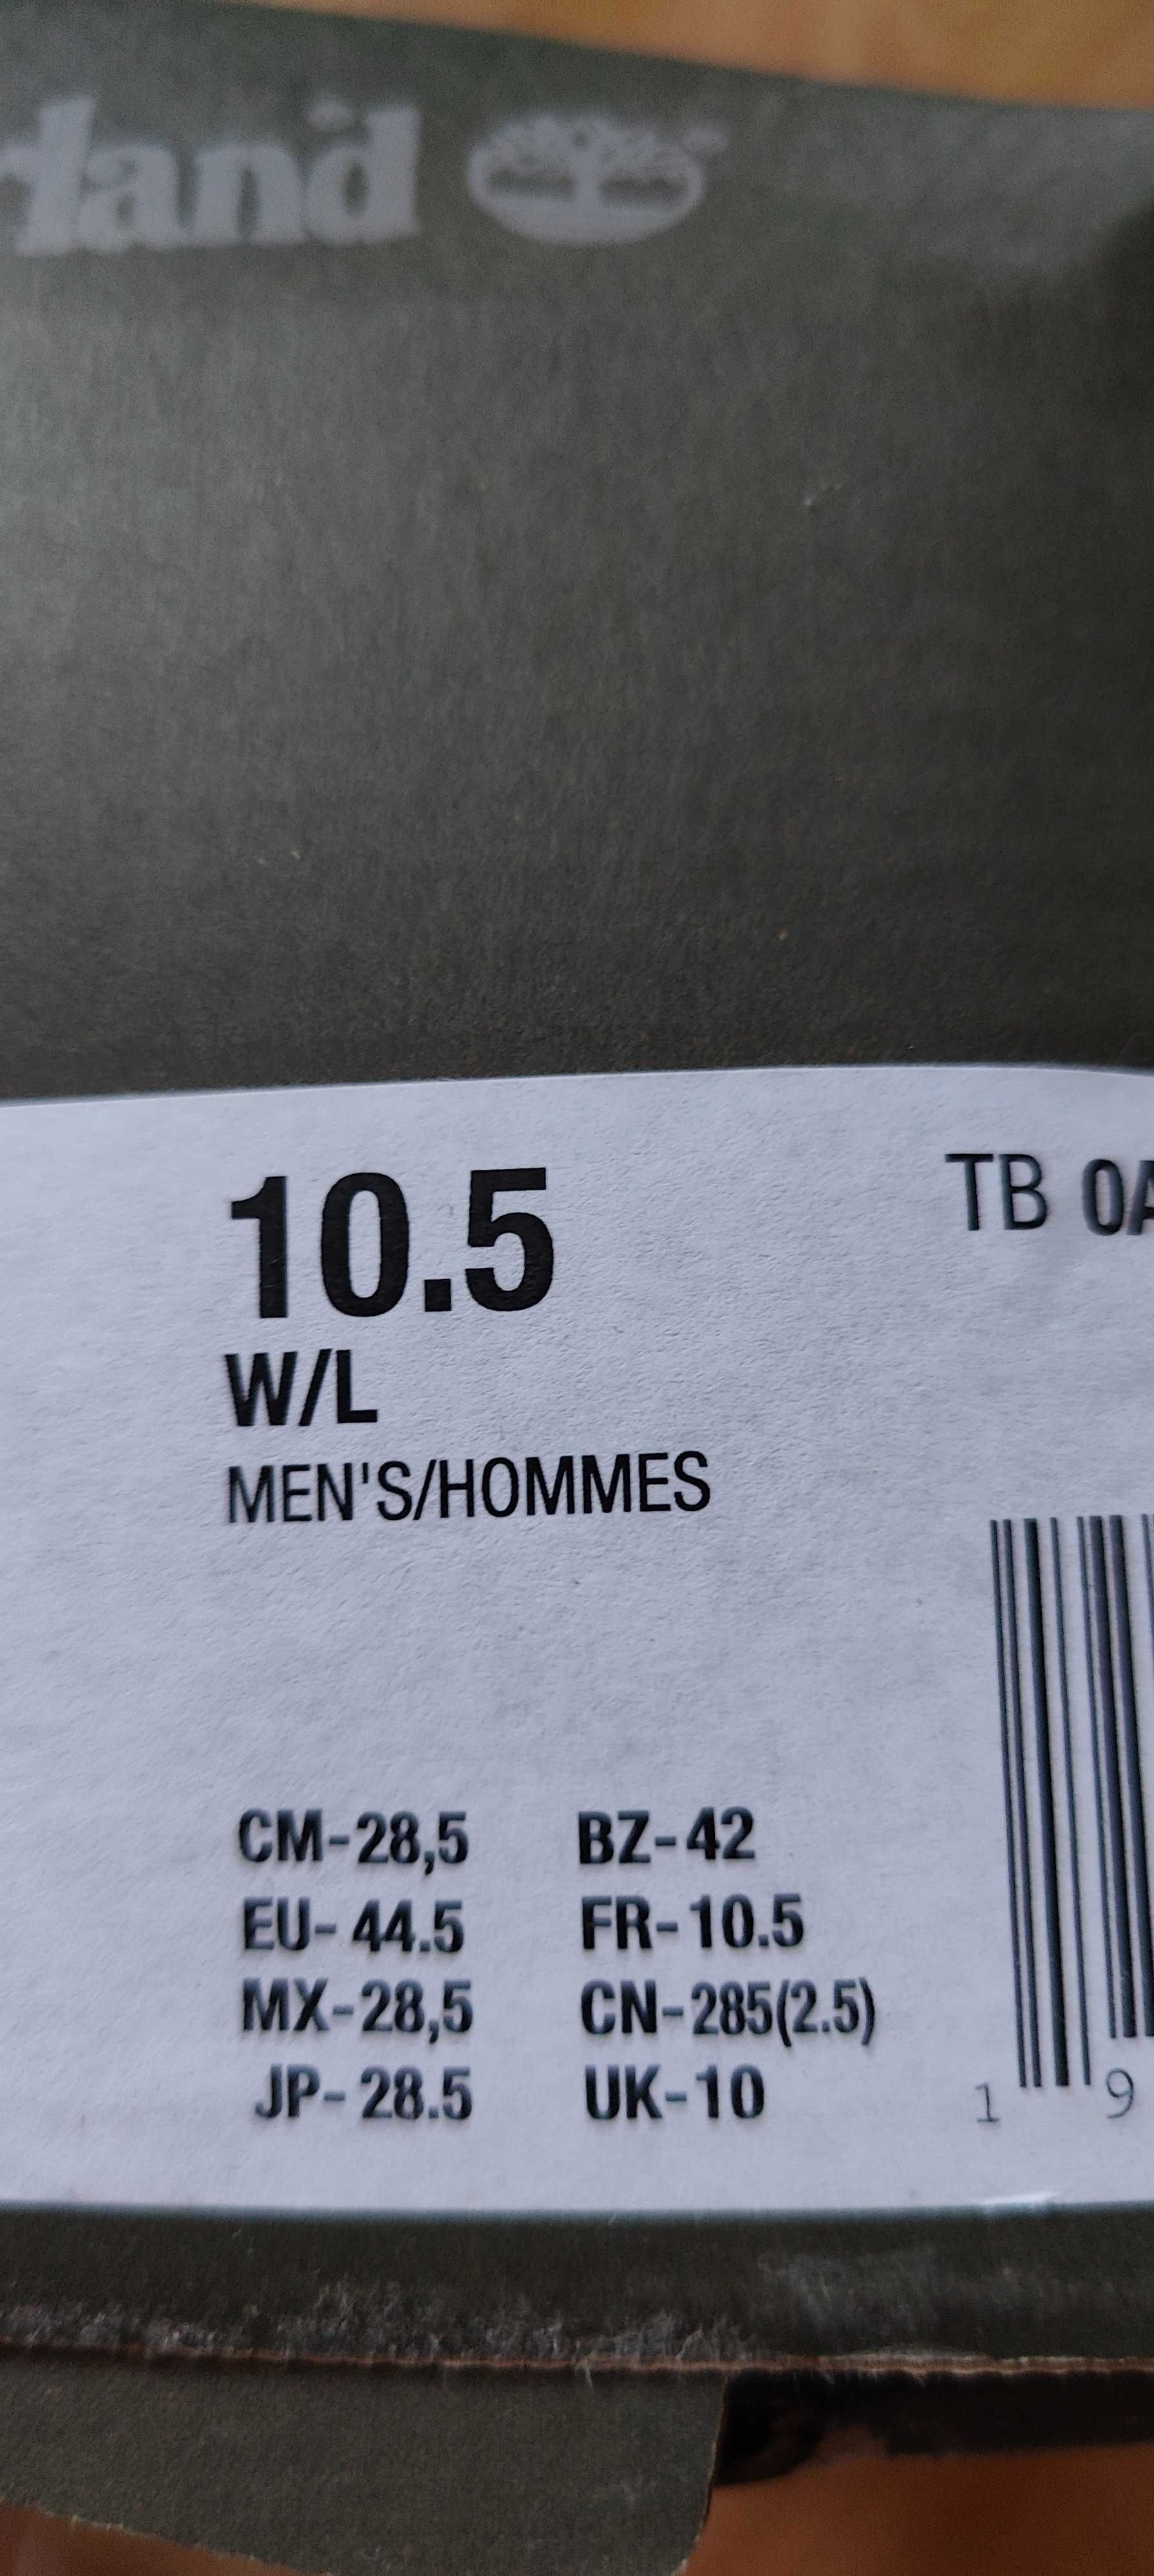 rland
10.5
TB 0A
W/L
MEN'S/HOMMES
CM-28,5 BZ-42
EU-44.5 FR-10.5
MX-28,5 CN-285(2.5)
JP-28.5 UK-10
1 9